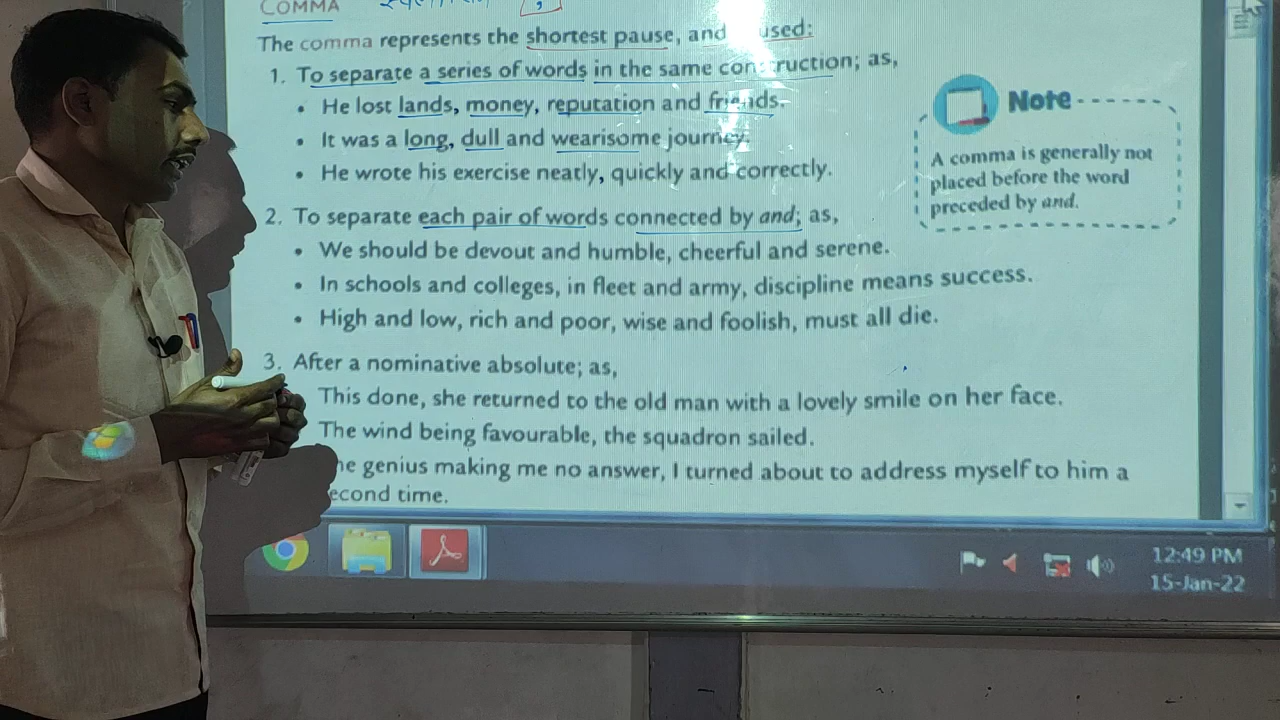 COMMA ,
The comma represents the shortest pause, and used:
1. To separate a series of words in the same construction; as,
• He lost lands, money, reputation and friends.
• It was a long, dull and wearisome journey.
• He wrote his exercise neatly, quickly and correctly.
Note
A comma is generally not
placed before the word
preceded by and.
2. To separate each pair of words connected by and; as,
• We should be devout and humble, cheerful and serene.
• In schools and colleges, in fleet and army, discipline means success.
• High and low, rich and poor, wise and foolish, must all die.
3. After a nominative absolute; as,
This done, she returned to the old man with a lovely smile on her face.
The wind being favourable, the squadron sailed.
he genius making me no answer, I turned about to address myself to him a
econd time.
12:49 PM
15-Jan-22